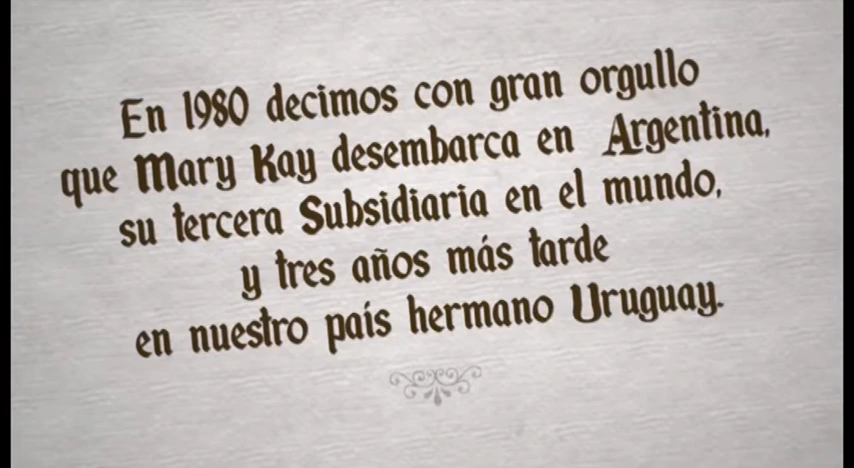 En 1980 decimos con gran orgullo
que Mary Kay desembarca en Argentina,
su tercera Subsidiaria en el mundo,
y tres años más tarde
en nuestro país hermano Uruguay.